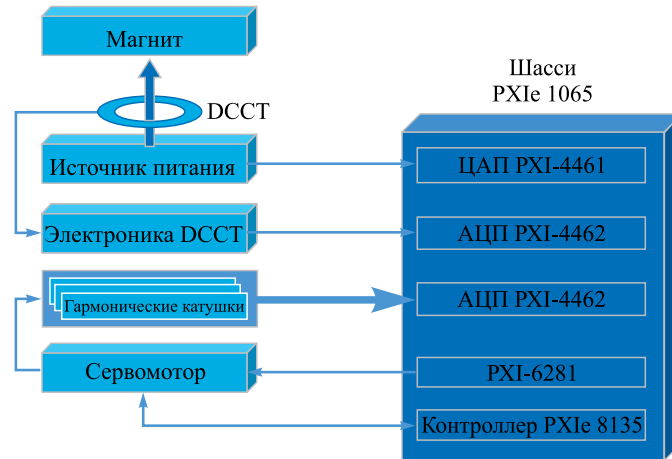 Магнит
Шасси
PXIe 1065
DCCT
Источник питания
ЦАП PXI-4461
Электроника DCCT
АЦП PXI-4462
Гармонические катушки
АЦП PXI-4462
Сервомотор
PXI-6281
Контроллер PXIe 8135